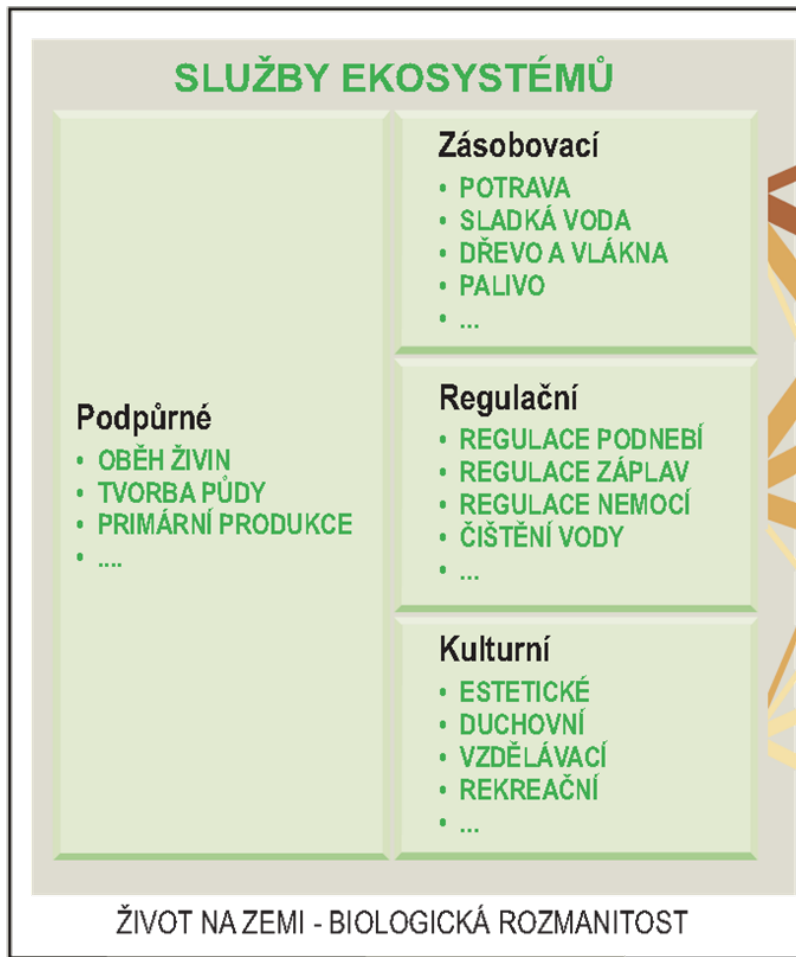 SLUŽBY EKOSYSTÉMŮ
Podpůrné
• OBĚH ŽIVIN
• TVORBA PŮDY
• PRIMÁRNÍ PRODUKCE
• ....
Zásobovací
• POTRAVA
• SLADKÁ VODA
• DŘEVO A VLÁKNA
• PALIVO
• ...
Regulační
• REGULACE PODNEBÍ
• REGULACE ZÁPLAV
• REGULACE NEMOCÍ
• ČIŠTĚNÍ VODY
• ...
Kulturní
• ESTETICKÉ
• DUCHOVNÍ
• VZDĚLÁVACÍ
• REKREAČNÍ
• ...
ŽIVOT NA ZEMI - BIOLOGICKÁ ROZMANITOST